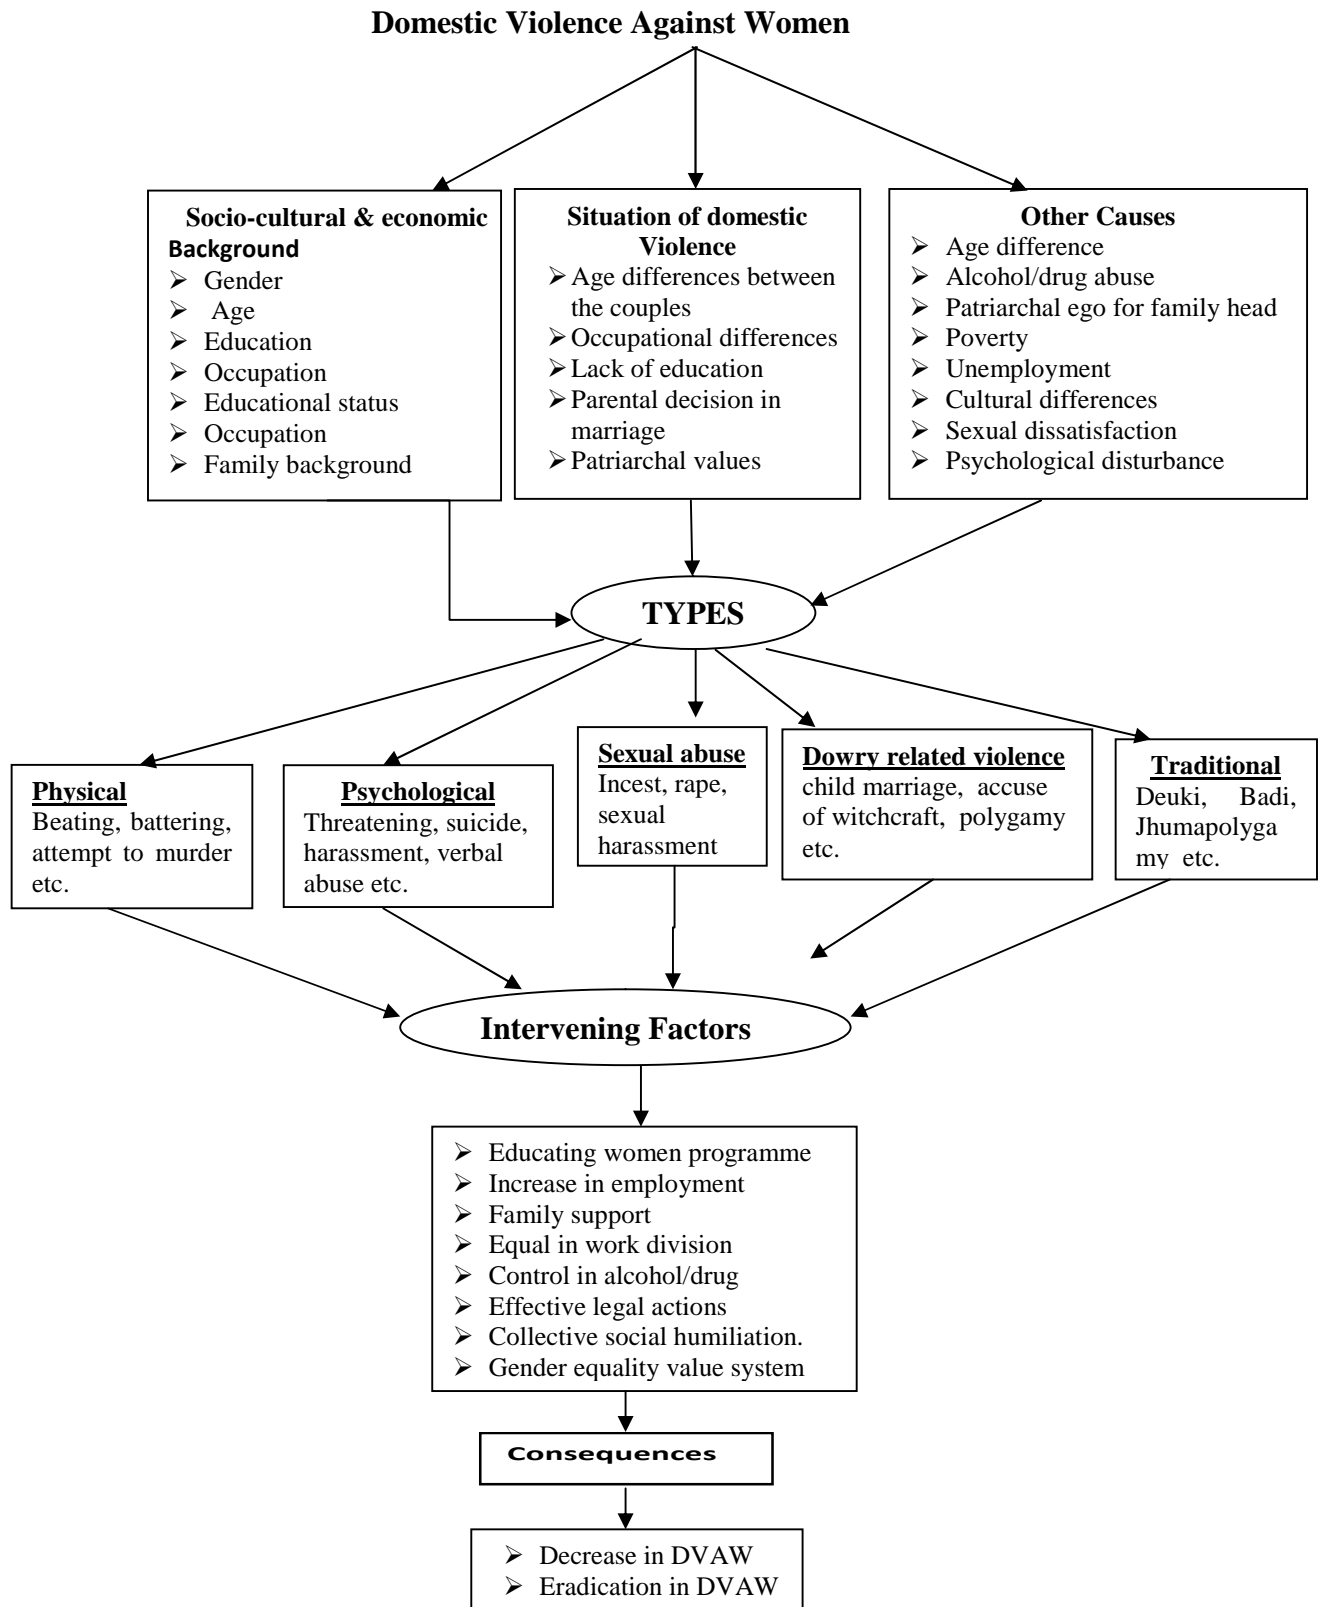 Domestic Violence Against Women
Socio-cultural & economic
Background
➢ Gender
➢ Age
➢ Education
➢ Occupation
➢ Educational status
➢ Occupation
➢ Family background
Situation of domestic
Violence
➢ Age differences between
the couples
➢ Occupational differences
➢ Lack of education
➢ Parental decision in
marriage
➢ Patriarchal values
Other Causes
➢ Age difference
➢ Alcohol/drug abuse
➢ Patriarchal ego for family head
➢ Poverty
➢ Unemployment
➢ Cultural differences
➢ Sexual dissatisfaction
➢ Psychological disturbance
TYPES
Physical
Beating, battering,
attempt to murder
etc.
Psychological
Threatening, suicide,
harassment, verbal
abuse etc.
Sexual abuse
Incest, rape,
sexual
harassment
Dowry related violence
child marriage, accuse
of witchcraft, polygamy
etc.
Traditional
Deuki, Badi,
Jhumapolyga
my etc.
Intervening Factors
➢ Educating women programme
➢ Increase in employment
➢ Family support
➢ Equal in work division
➢ Control in alcohol/drug
➢ Effective legal actions
➢ Collective social humiliation.
➢ Gender equality value system
Consequences
➢ Decrease in DVAW
➢ Eradication in DVAW